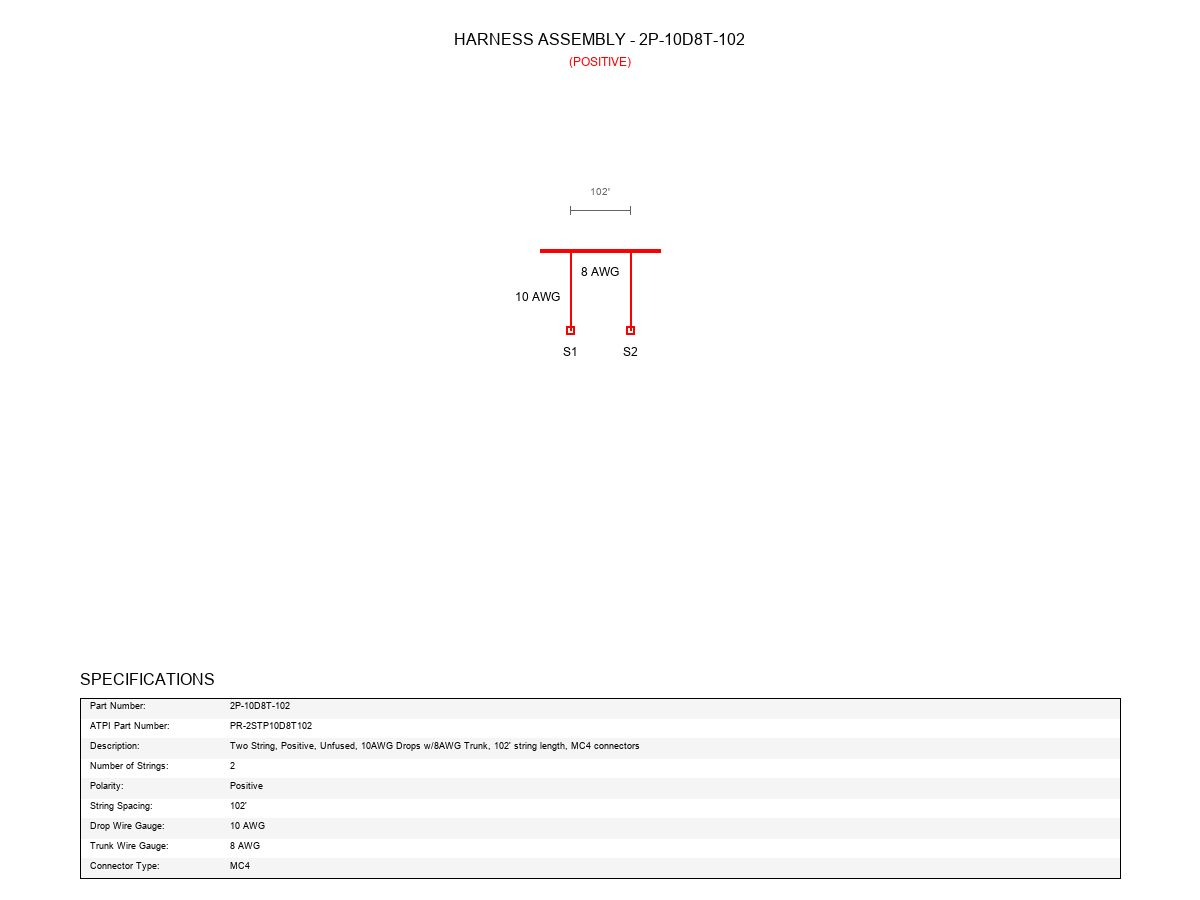 HARNESS ASSEMBLY - 2P-10D8T-102
(POSITIVE)
102'
8 AWG
10 AWG
S1 S2
SPECIFICATIONS
Part Number: 2P-10D8T-102
ATPI Part Number: PR-2STP10D8T102
Description: Two String, Positive, Unfused, 10AWG Drops w/8AWG Trunk, 102' string length, MC4 connectors
Number of Strings: 2
Polarity: Positive
String Spacing: 102'
Drop Wire Gauge: 10 AWG
Trunk Wire Gauge: 8 AWG
Connector Type: MC4